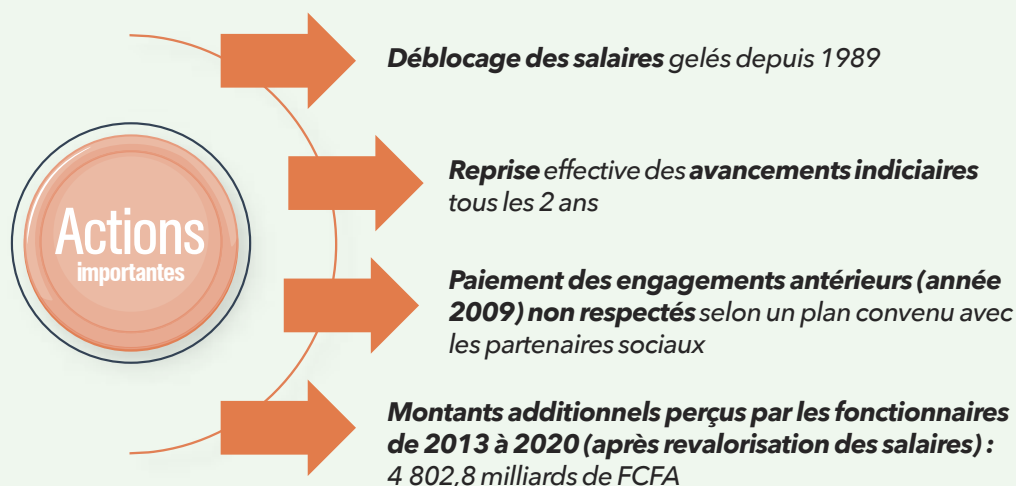 Déblocage des salaires gelés depuis 1989
Reprise effective des avancements indiciaires
tous les 2 ans
Actions
importantes
Paiement des engagements antérieurs (année
2009) non respectés selon un plan convenu avec
les partenaires sociaux
Montants additionnels perçus par les fonctionnaires
de 2013 à 2020 (après revalorisation des salaires) :
4 802,8 milliards de FCFA